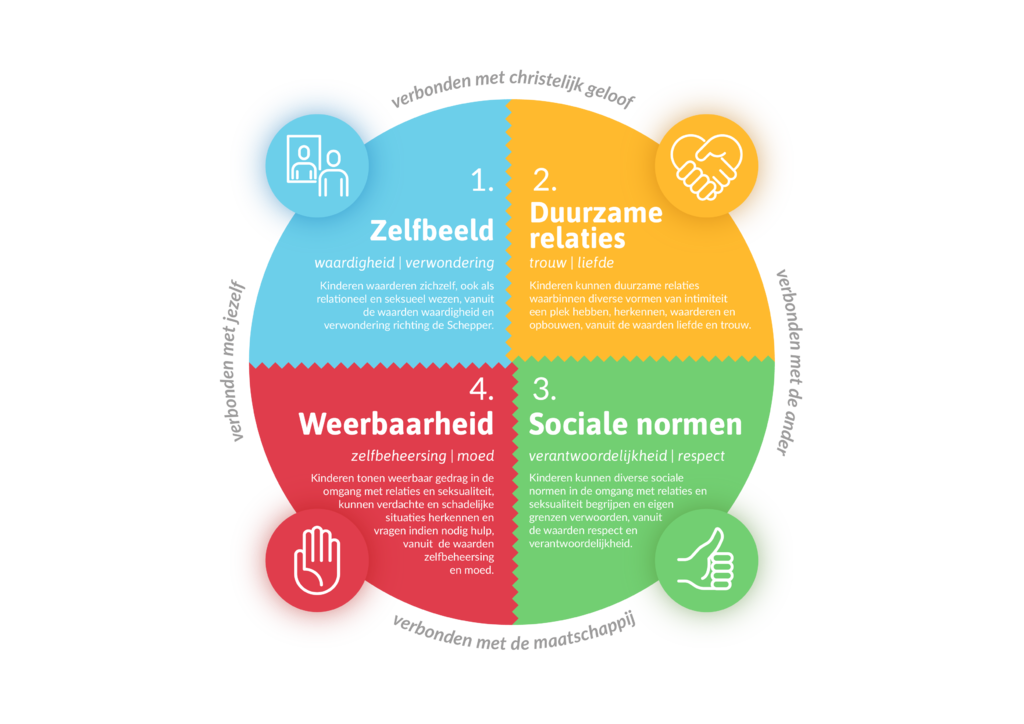 verbonden met christelijk geloof
1.
Zelfbeeld
waardigheid | verwondering
Kinderen waarderen zichzelf, ook als
relationeel en seksueel wezen, vanuit
de waarden waardigheid en
verwondering richting de Schepper.
2.
Duurzame
relaties
trouw | liefde
Kinderen kunnen duurzame relaties
waarbinnen diverse vormen van intimiteit
een plek hebben, herkennen, waarderen en
opbouwen, vanuit de waarden liefde en trouw.
verbonden met jezelf
verbonden met de ander
4.
Weerbaarheid
zelfbeheersing | moed
Kinderen tonen weerbaar gedrag in de
omgang met relaties en seksualiteit,
kunnen verdachte en schadelijke
situaties herkennen en
vragen indien nodig hulp,
vanuit de waarden
zelfbeheersing
en moed.
3.
Sociale normen
verantwoordelijkheid | respect
Kinderen kunnen diverse sociale
normen in de omgang met relaties en
seksualiteit begrijpen en eigen
grenzen verwoorden, vanuit
de waarden respect en
verantwoordelijkheid.
verbonden met de maatschappij